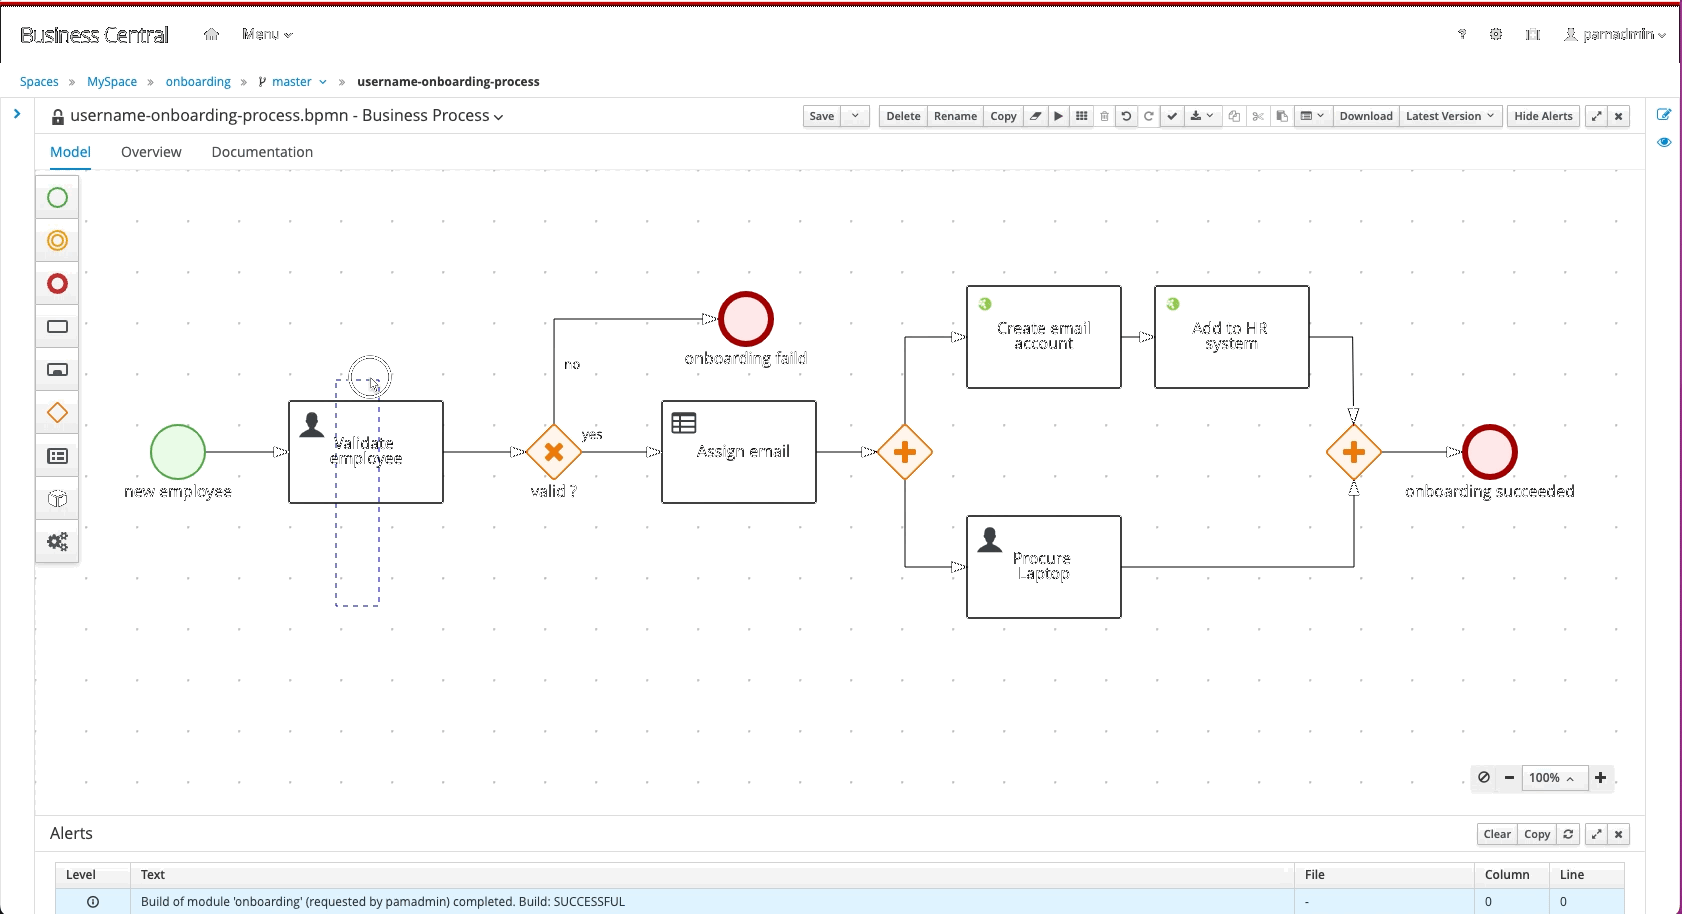 Business Central
Menu
?
pamadmin
Spaces » MySpace » onboarding » master » username-onboarding-process
username-onboarding-process.bpmn - Business Process
Save
Delete
Rename
Copy
Download
Latest Version
Hide Alerts
Model
Overview
Documentation
new employee
Validate
employee
valid ?
no
yes
onboarding faild
Assign email
Create email
account
Add to HR
system
Procure
Laptop
onboarding succeeded
100%
Alerts
Clear
Copy
Level
Text
File
Column
Line
Build of module 'onboarding' (requested by pamadmin) completed. Build: SUCCESSFUL
-
0
0